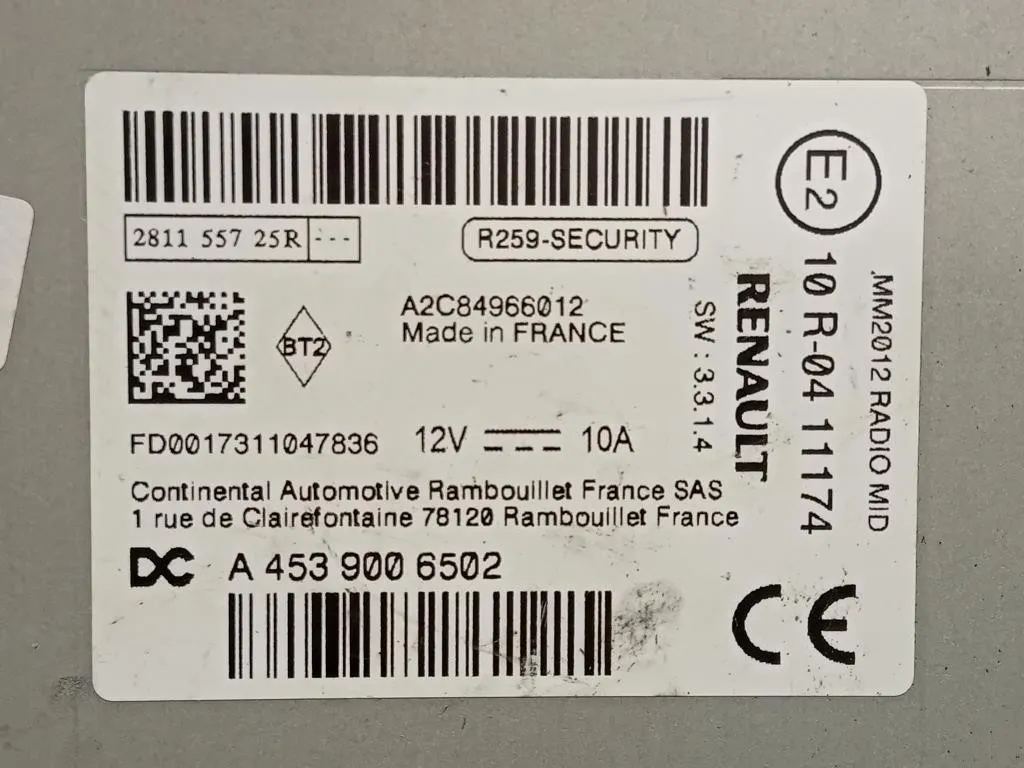 2811 557 25R ---
R259-SECURITY
BT2
A2C84966012
Made in FRANCE
FD0017311047836 12V 10A
Continental Automotive Rambouillet France SAS
1 rue de Clairefontaine 78120 Rambouillet France
DC A 453 900 6502
SW : 3.3.1.4
RENAULT
E2 10 R-04 11174
MM2012 RADIO MID
CE